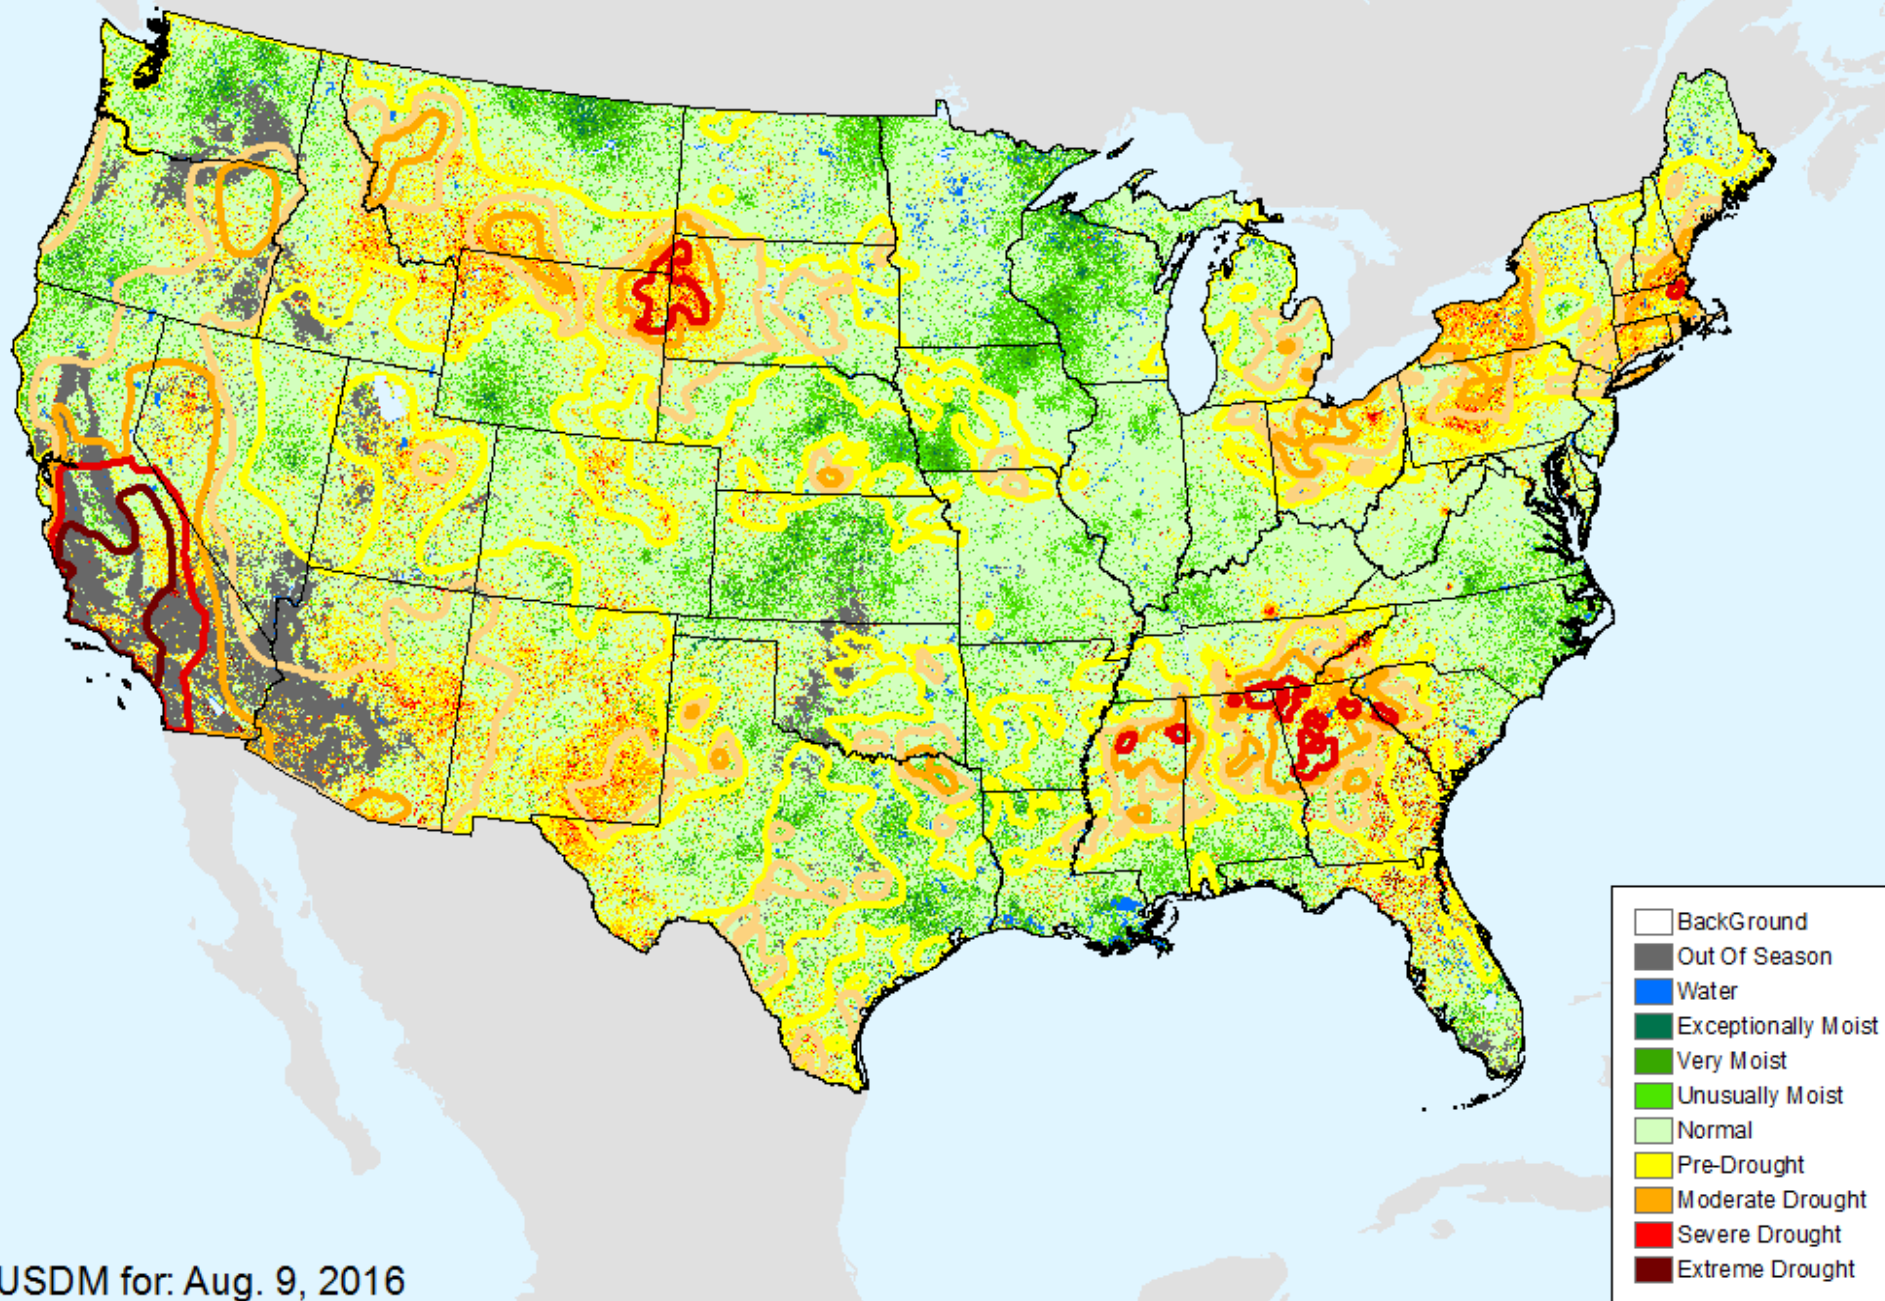 BackGround
Out Of Season
Water
Exceptionally Moist
Very Moist
Unusually Moist
Normal
Pre-Drought
Moderate Drought
Severe Drought
Extreme Drought
USDM for: Aug. 9, 2016